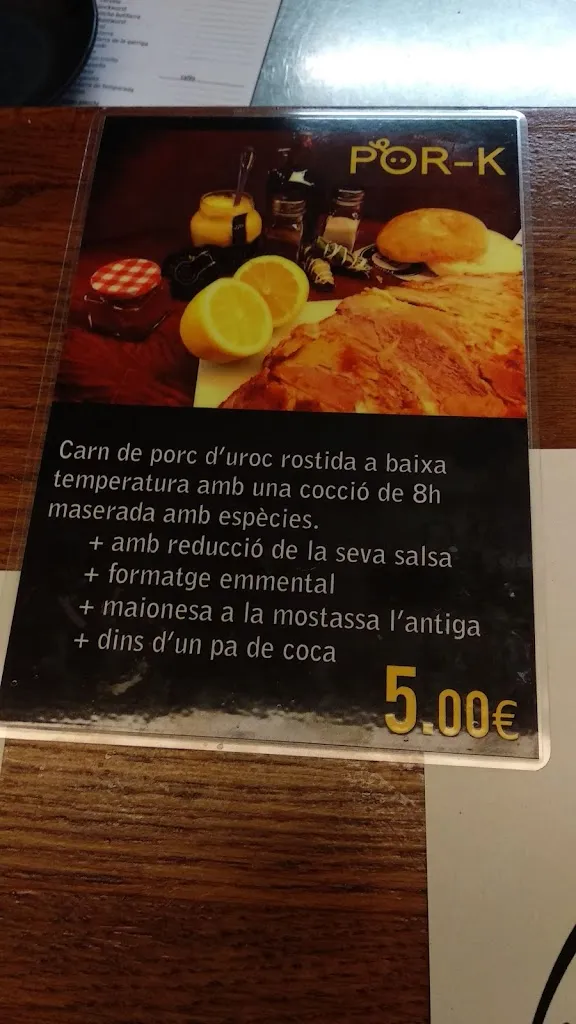 POR-K
Carn de porc d'uroc rostida a baixa
temperatura amb una cocció de 8h
maserada amb espècies.
+ amb reducció de la seva salsa
+ formatge emmental
+ maionesa a la mostassa l'antiga
+ dins d'un pa de coca
5.00€